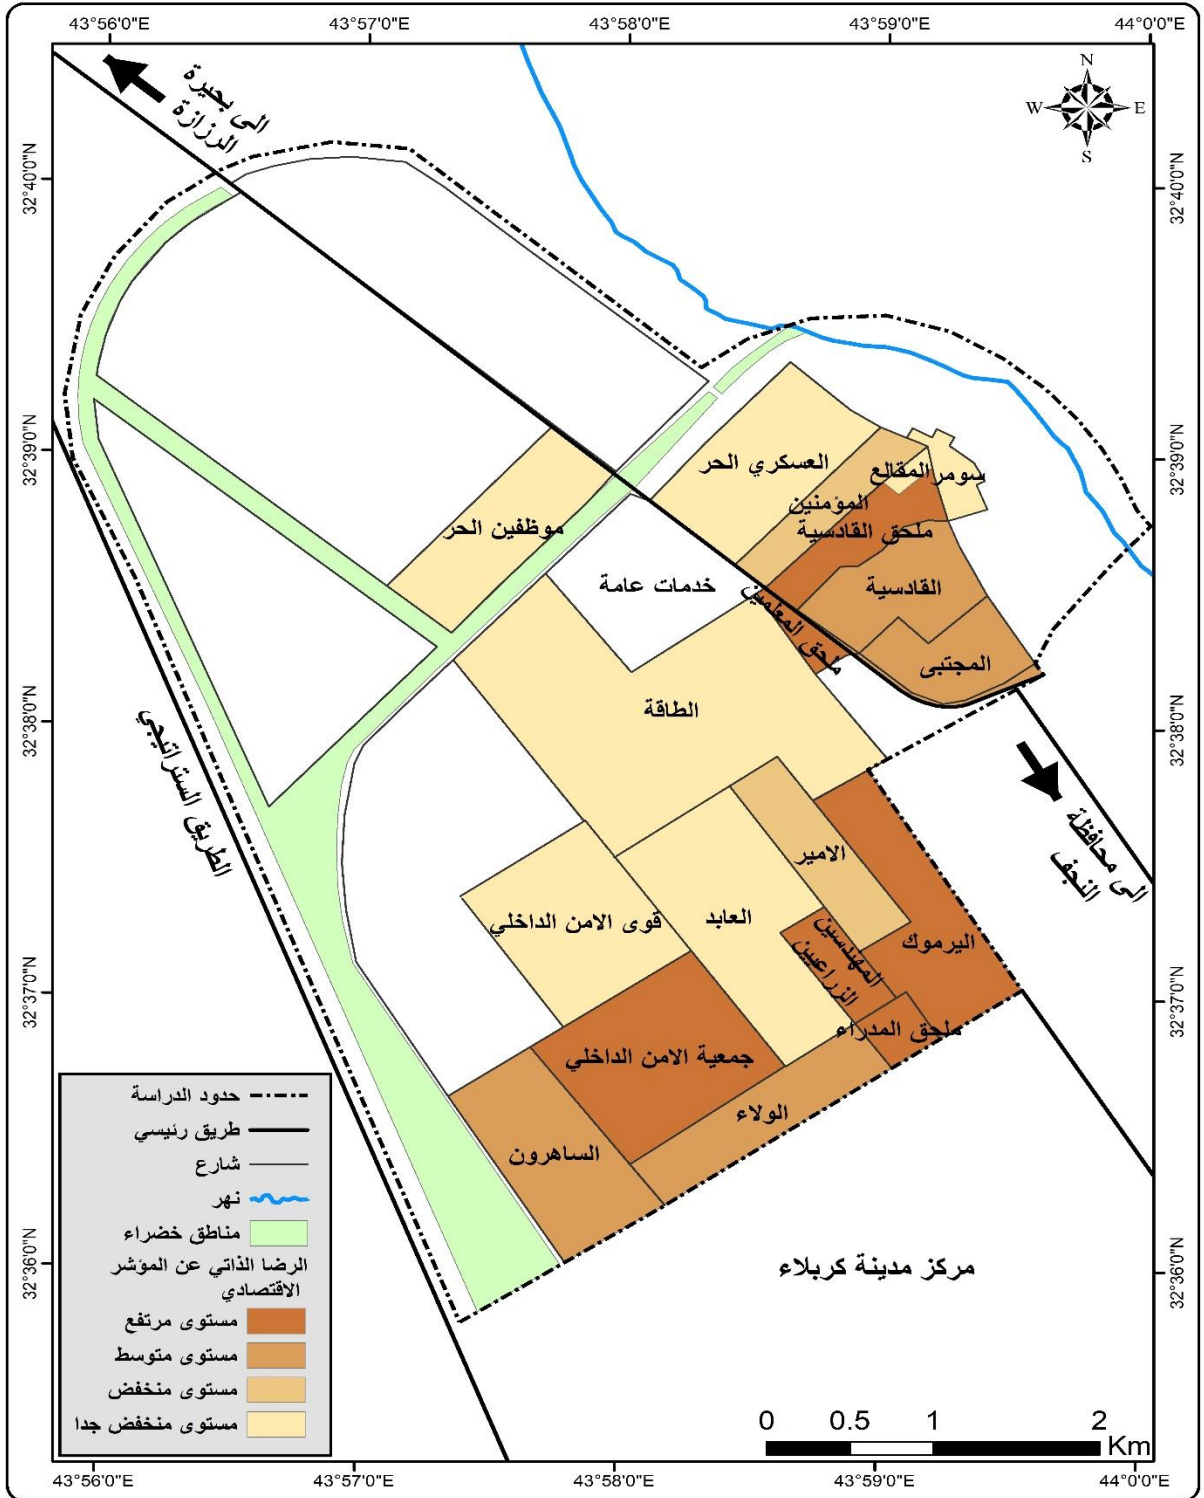 43°56'0"E
43°57'0"E
43°58'0"E
43°59'0"E
44°0'0"E
N
W
E
S
32°40'0"N
32°40'0"N
32°39'0"N
32°39'0"N
32°38'0"N
32°38'0"N
32°37'0"N
32°37'0"N
32°36'0"N
32°36'0"N
الى بحيرة
الرزازة
العسكري الحر
سومر
المقالع
المؤمنين
ملحق القادسية
موظفين الحر
خدمات عامة
القادسية
ملحق المعلمين
المجتبى
الطاقة
الطريق الستراتيجي
الى محافظة
النجف
الامير
قوى الامن الداخلي
العابد
اليرموك
المهندسين
الزراعيين
ملحق المدراء
جمعية الامن الداخلي
الولاء
الساهرون
مركز مدينة كربلاء
حدود الدراسة
طريق رئيسي
شارع
نهر
مناطق خضراء
الرضا الذاتي عن المؤشر
الاقتصادي
مستوى مرتفع
مستوى متوسط
مستوى منخفض
مستوى منخفض جدا
0 0.5 1 2
Km
43°56'0"E
43°57'0"E
43°58'0"E
43°59'0"E
44°0'0"E